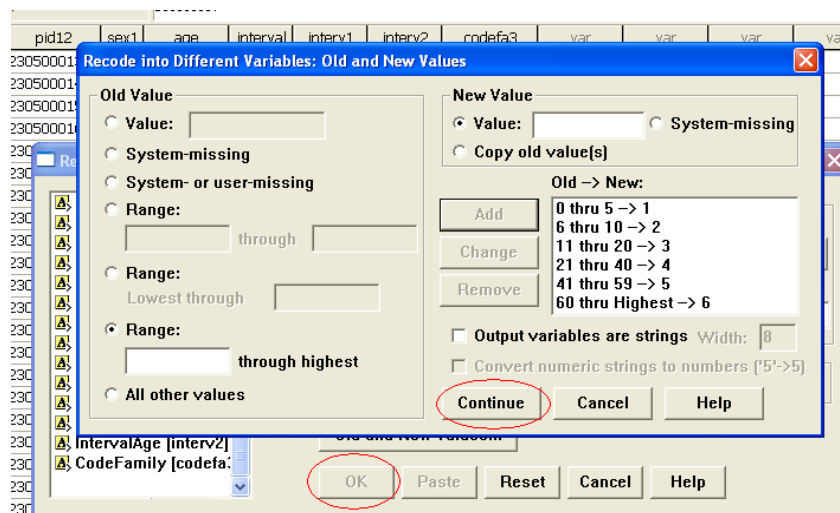 pid12 sex1 age interval interv1 interv2 codefa3 var var var va
Recode into Different Variables: Old and New Values
Old Value
Value:
System-missing
System- or user-missing
Range:
through
Range:
Lowest through
Range:
through highest
All other values
New Value
Value: System-missing
Copy old value(s)
Old -> New:
Add
Change
Remove
0 thru 5 -> 1
6 thru 10 -> 2
11 thru 20 -> 3
21 thru 40 -> 4
41 thru 59 -> 5
60 thru Highest -> 6
Output variables are strings Width: 8
Convert numeric strings to numbers ('5'->5)
Continue Cancel Help
IntervalAge [interv2]
CodeFamily [codefa
OK Paste Reset Cancel Help